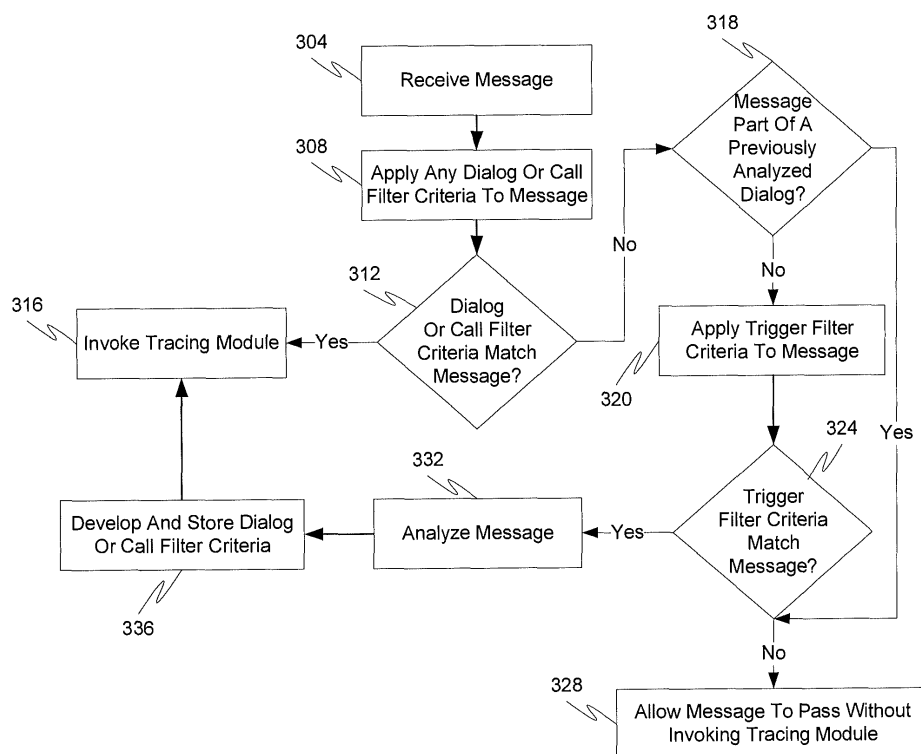 304
Receive Message
308
Apply Any Dialog Or Call
Filter Criteria To Message
312
Dialog
Or Call Filter
Criteria Match
Message?
Yes
No
316
Invoke Tracing Module
318
Message
Part Of A
Previously
Analyzed
Dialog?
No
Yes
Apply Trigger Filter
Criteria To Message
320
324
Trigger
Filter Criteria
Match
Message?
Yes
No
332
Analyze Message
Develop And Store Dialog
Or Call Filter Criteria
336
328
Allow Message To Pass Without
Invoking Tracing Module